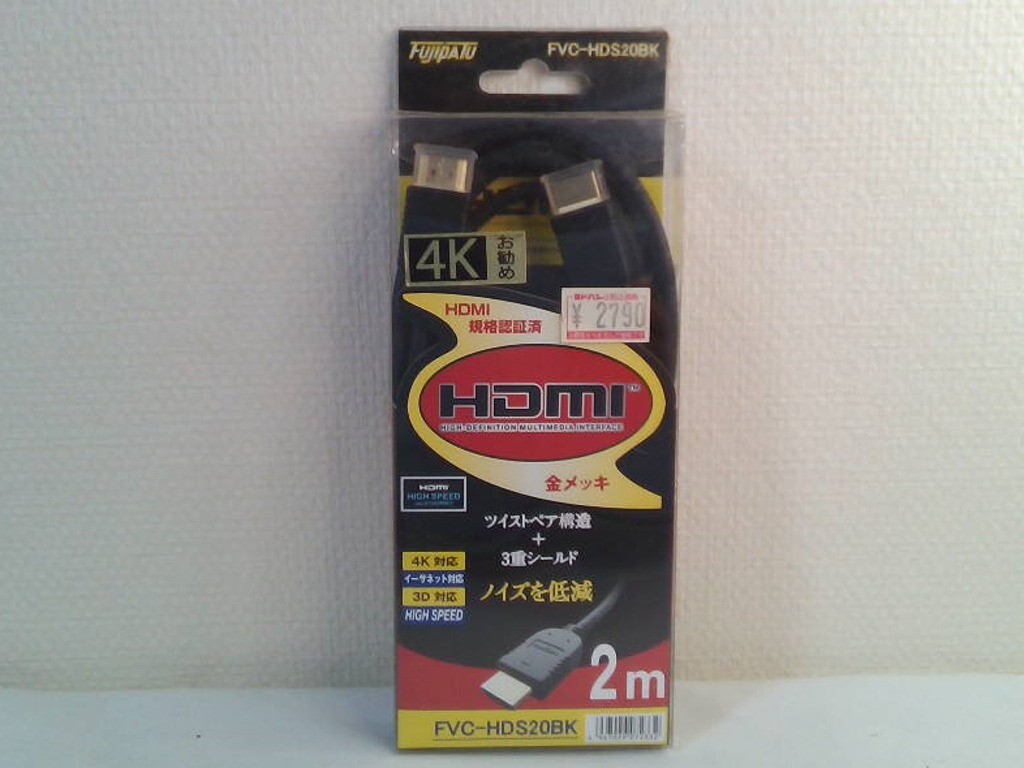 FUJIPATU
FVC-HDS20BK
4K
お勧め
HDMI
規格認証済
¥ 2790
HDMI™
HIGH-DEFINITION MULTIMEDIA INTERFACE
金メッキ
HDMI
HIGH SPEED
ツイストペア構造
+
3重シールド
ノイズを低減
4K 対応
イーサネット対応
3D 対応
HIGH SPEED
2m
FVC-HDS20BK